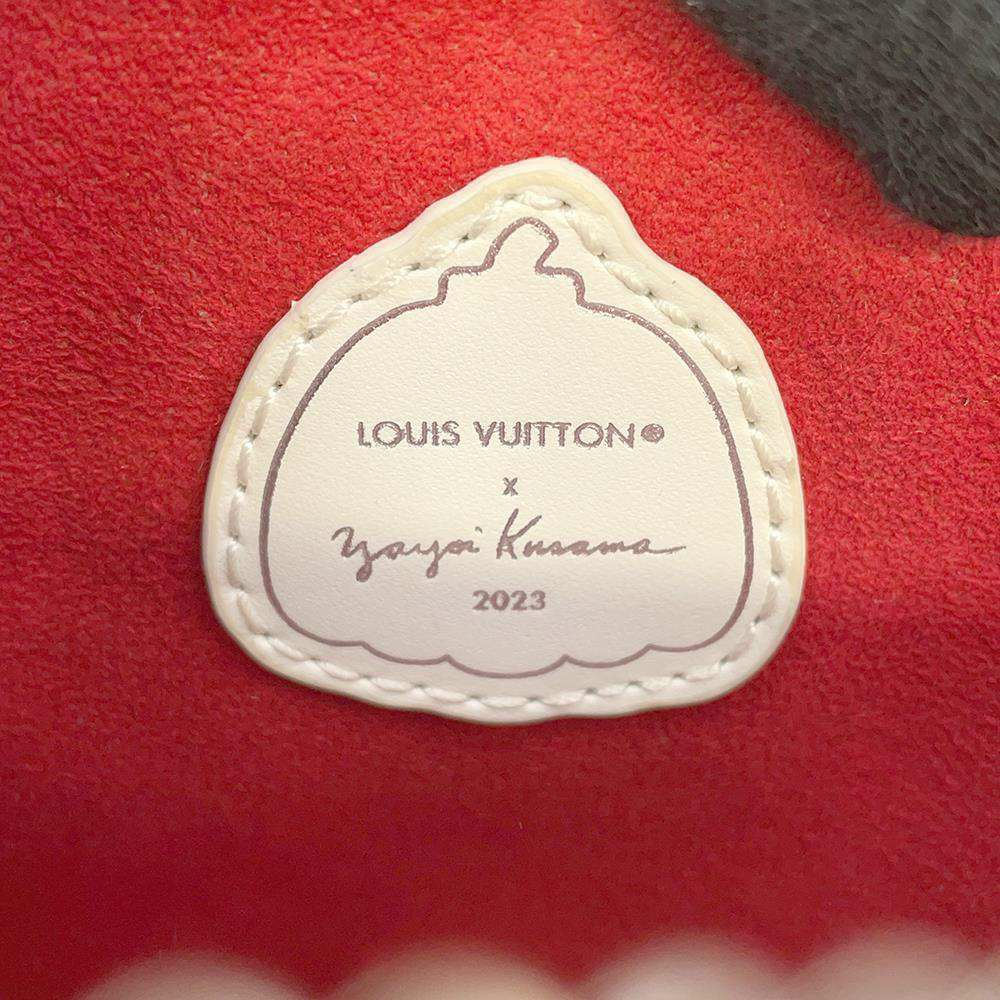 LOUIS VUITTON®
x
Yayoi Kusama
2023